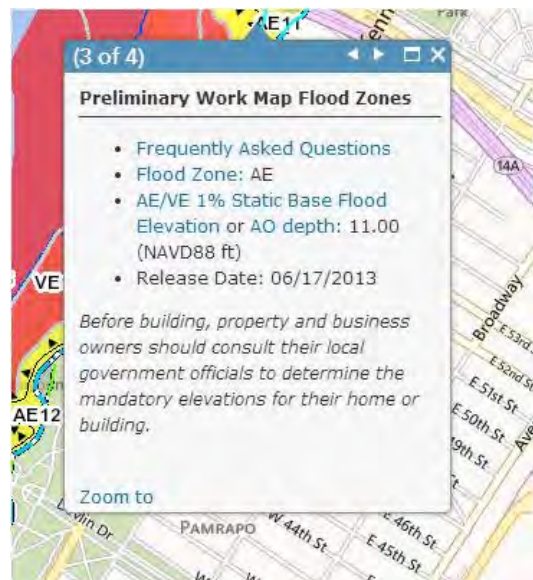 Park
AE11
(3 of 4)
Preliminary Work Map Flood Zones
Frequently Asked Questions
Flood Zone: AE
AE/VE 1% Static Base Flood
Elevation or AO depth: 11.00
(NAVD88 ft)
Release Date: 06/17/2013
Before building, property and business
owners should consult their local
government officials to determine the
mandatory elevations for their home or
building.
Zoom to
14A
VE
AE12
Broadway
E 53rd
E 52nd St
E 51st St
E 50th St
49th St
Ave
E 46th St
E 45th St
W 44th St
PAMRAPO